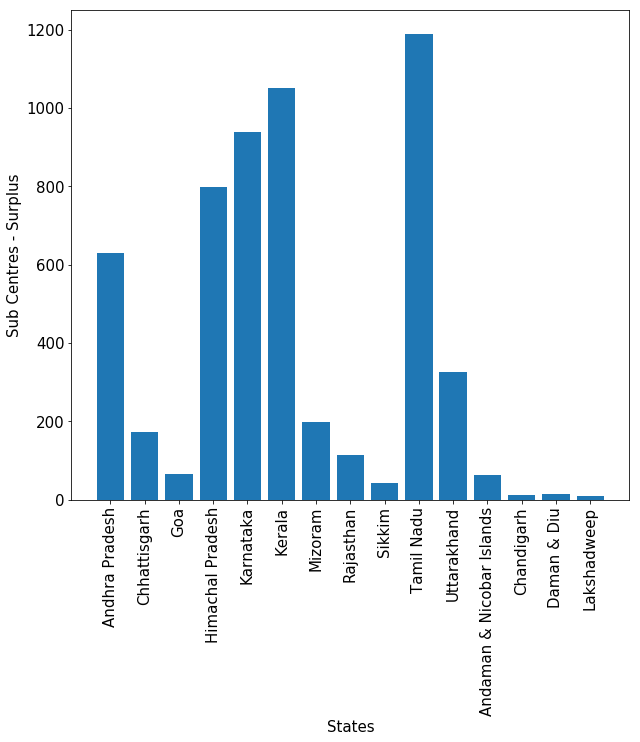 1200
1000
800
600
400
200
0
Sub Centres - Surplus
Andhra Pradesh
Chhattisgarh
Goa
Himachal Pradesh
Karnataka
Kerala
Mizoram
Rajasthan
Sikkim
Tamil Nadu
Uttarakhand
Andaman & Nicobar Islands
Chandigarh
Daman & Diu
Lakshadweep
States